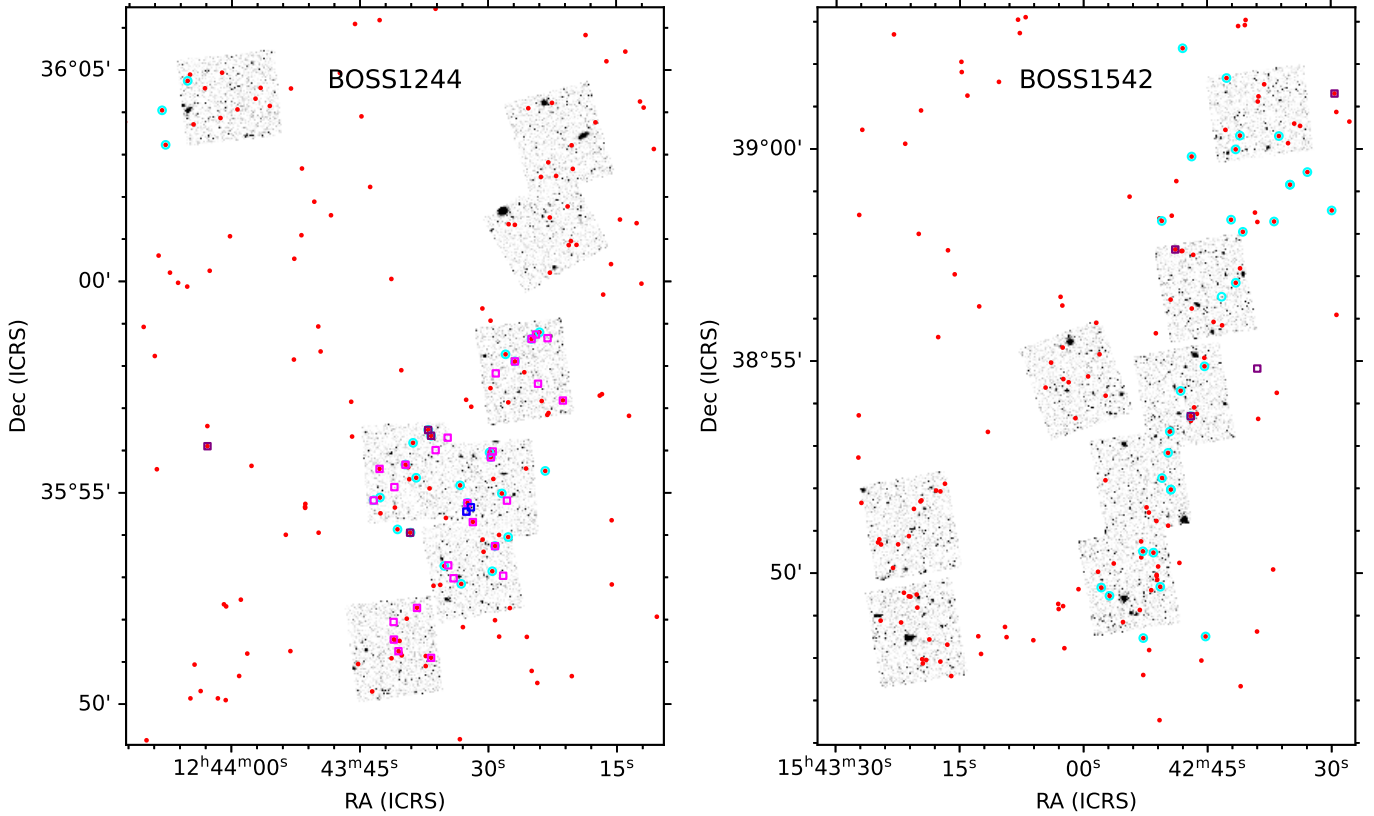 BOSS1244
36°05'
00'
35°55'
50'
Dec (ICRS)
12ʰ44ᵐ00ˢ 43ᵐ45ˢ 30ˢ 15ˢ
RA (ICRS)
BOSS1542
39°00'
38°55'
50'
Dec (ICRS)
15ʰ43ᵐ30ˢ 15ˢ 00ˢ 42ᵐ45ˢ 30ˢ
RA (ICRS)